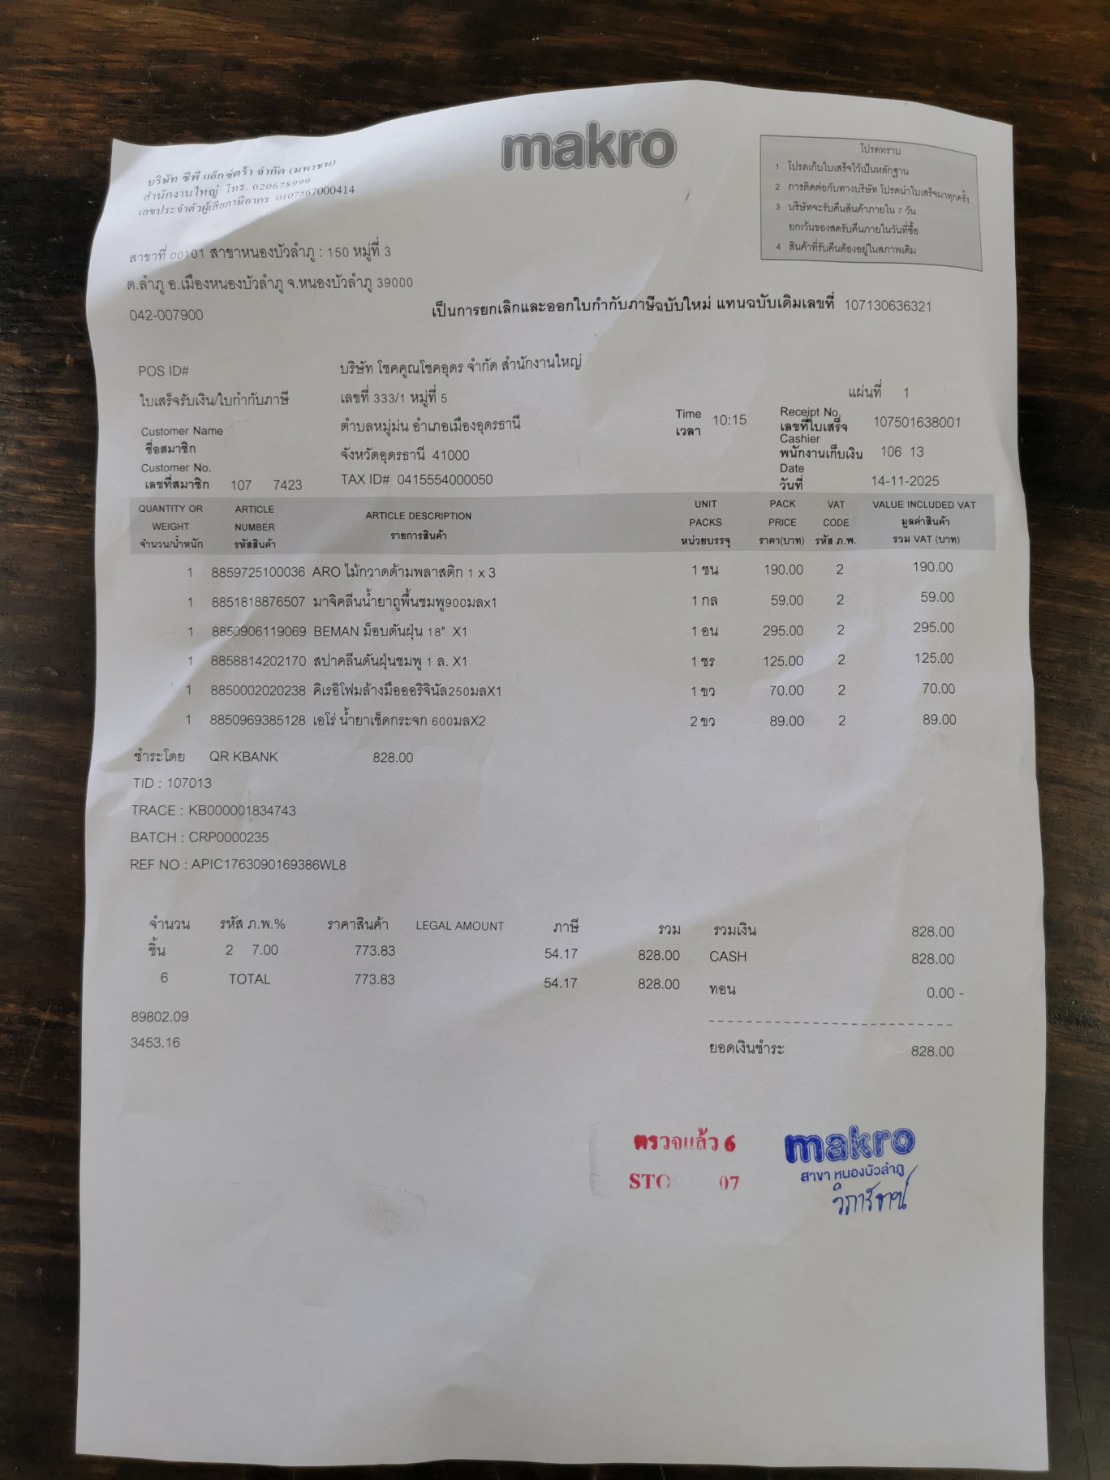 makro
บริษัท ซีพี แอ็กซ์ตร้า จำกัด (มหาชน)
สำนักงานใหญ่ โทร. 020678999
เลขประจำตัวผู้เสียภาษีอากร 0107567000414
สาขาที่ 00101 สาขาหนองบัวลำภู : 150 หมู่ที่ 3
ต.ลำภู อ.เมืองหนองบัวลำภู จ.หนองบัวลำภู 39000
042-007900
โปรดทราบ
1 โปรดเก็บใบเสร็จไว้เป็นหลักฐาน
2 การติดต่อกับทางบริษัท โปรดนำใบเสร็จมาทุกครั้ง
3 บริษัทจะรับคืนสินค้าภายใน 7 วัน
ยกเว้นของสดรับคืนภายในวันที่ซื้อ
4 สินค้าที่รับคืนต้องอยู่ในสภาพเดิม
เป็นการยกเลิกและออกใบกำกับภาษีฉบับใหม่ แทนฉบับเดิมเลขที่ 107130636321
POS ID#
ใบเสร็จรับเงิน/ใบกำกับภาษี
Customer Name
ชื่อสมาชิก
Customer No.
เลขที่สมาชิก 107 7423
บริษัท โชคคูณโชคอุดร จำกัด สำนักงานใหญ่
เลขที่ 333/1 หมู่ที่ 5
ตำบลหมู่ม่น อำเภอเมืองอุดรธานี
จังหวัดอุดรธานี 41000
TAX ID# 0415554000050
Time
เวลา 10:15
แผ่นที่ 1
Receipt No.
เลขที่ใบเสร็จ 107501638001
Cashier
พนักงานเก็บเงิน 106 13
Date
วันที่ 14-11-2025
QUANTITY OR WEIGHT จำนวน/น้ำหนัก ARTICLE NUMBER รหัสสินค้า ARTICLE DESCRIPTION รายการสินค้า UNIT PACKS หน่วยบรรจุ PACK PRICE ราคา(บาท) VAT CODE รหัส ภ.พ. VALUE INCLUDED VAT มูลค่าสินค้า รวม VAT (บาท)
1 8859725100036 ARO ไม้กวาดด้ามพลาสติก 1 x 3 1 ชน 190.00 2 190.00
1 8851818876507 มาจิคลีนน้ำยาถูพื้นชมพู900มลx1 1 กล 59.00 2 59.00
1 8850906119069 BEMAN ม็อบดันฝุ่น 18" X1 1 อน 295.00 2 295.00
1 8858814202170 สปาคลีนดันฝุ่นชมพู 1 ล. X1 1 ชร 125.00 2 125.00
1 8850002020238 คิเรอิโฟมล้างมือออริจินัล250มลX1 1 ขว 70.00 2 70.00
1 8850969385128 เอโร่ น้ำยาเช็ดกระจก 600มลX2 2 ขว 89.00 2 89.00
ชำระโดย QR KBANK 828.00
TID : 107013
TRACE : KB000001834743
BATCH : CRP0000235
REF NO : APIC1763090169386WL8
จำนวน รหัส ภ.พ.% ราคาสินค้า LEGAL AMOUNT ภาษี รวม รวมเงิน 828.00
ชิ้น 2 7.00 773.83 54.17 828.00 CASH 828.00
6 TOTAL 773.83 54.17 828.00 ทอน 0.00 -
89802.09
3453.16
ยอดเงินชำระ 828.00
ตรวจแล้ว 6
STO 07
makro
สาขา หนองบัวลำภู